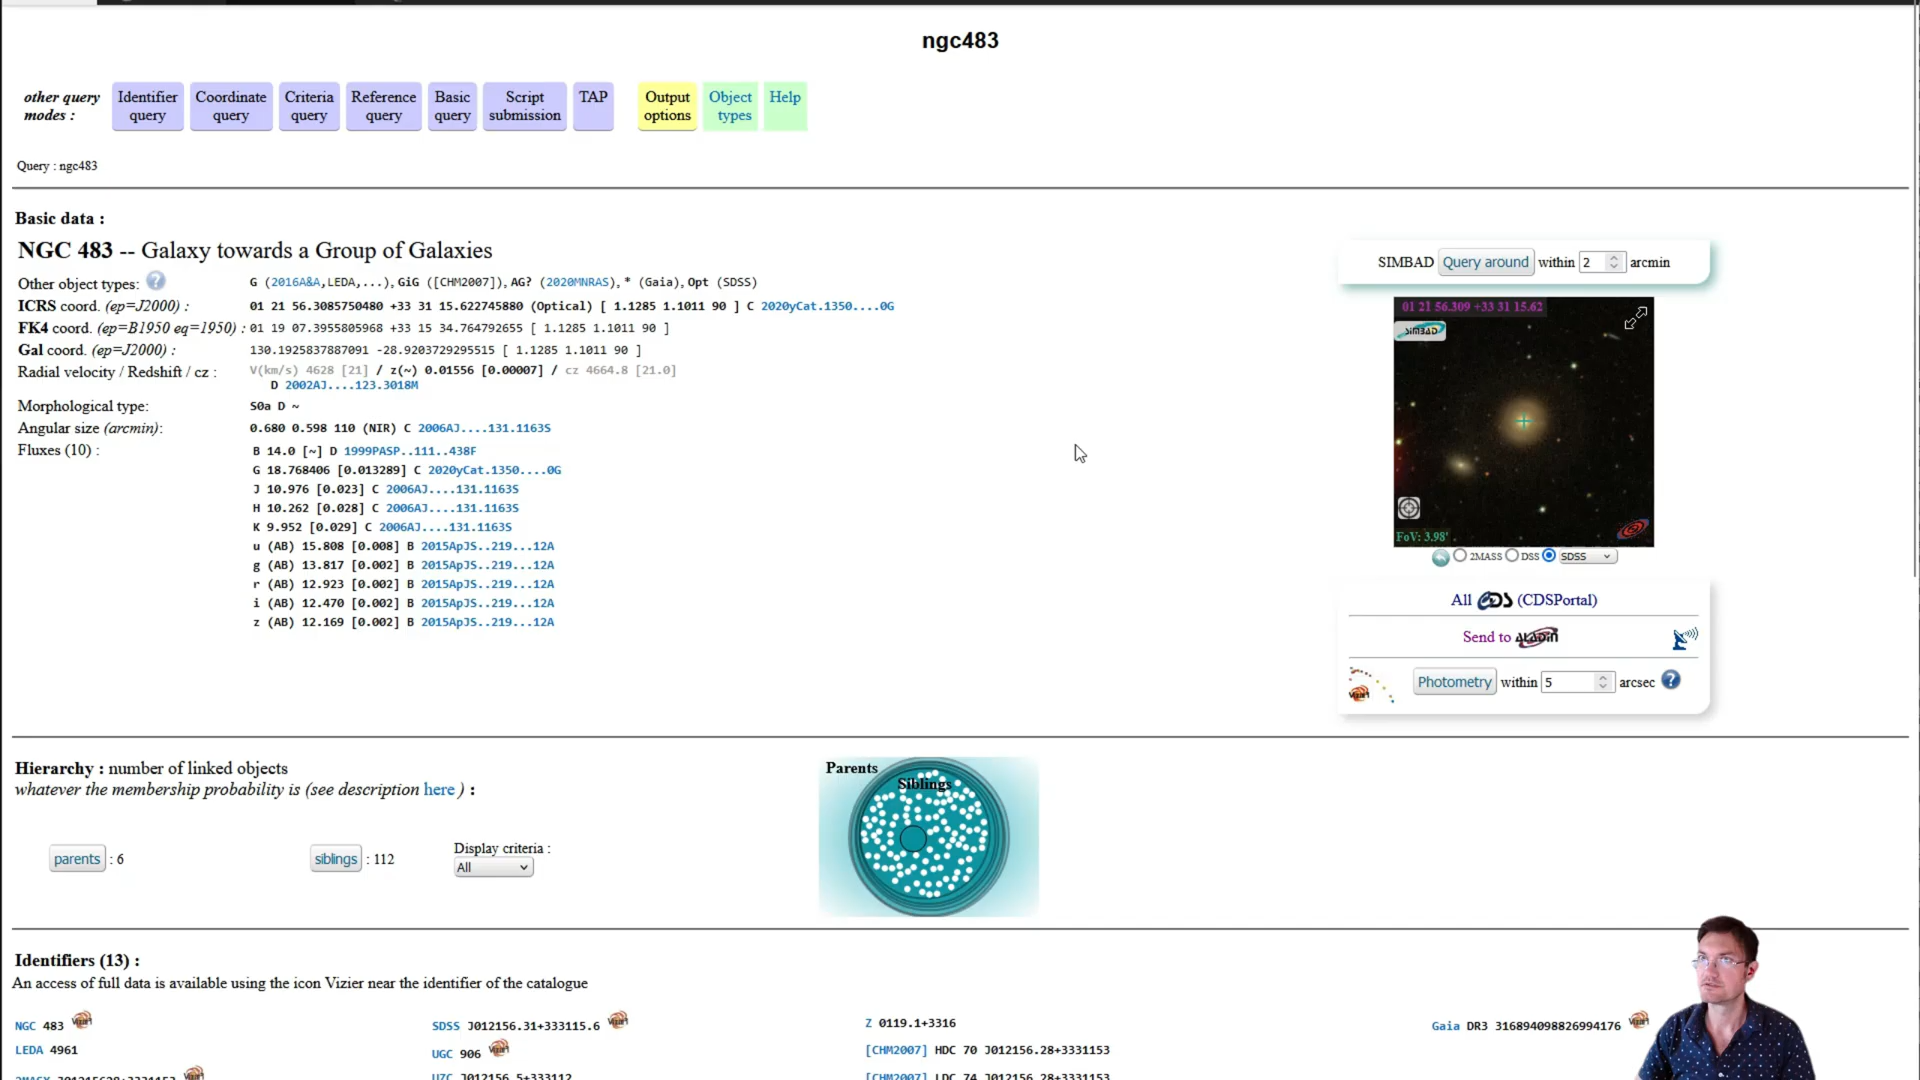 ngc483
other query modes :
Identifier query
Coordinate query
Criteria query
Reference query
Basic query
Script submission
TAP
Output options
Object types
Help
Query : ngc483
Basic data :
NGC 483 -- Galaxy towards a Group of Galaxies
Other object types: ? G (2016A&A,LEDA,...), GiG ([CHM2007]), AG? (2020MNRAS), * (Gaia), Opt (SDSS)
ICRS coord. (ep=J2000) : 01 21 56.3085750480 +33 31 15.622745880 (Optical) [ 1.1285 1.1011 90 ] C 2020yCat.1350....0G
FK4 coord. (ep=B1950 eq=1950) : 01 19 07.3955805968 +33 15 34.764792655 [ 1.1285 1.1011 90 ]
Gal coord. (ep=J2000) : 130.1925837887091 -28.9203729295515 [ 1.1285 1.1011 90 ]
Radial velocity / Redshift / cz : V(km/s) 4628 [21] / z(~) 0.01556 [0.00007] / cz 4664.8 [21.0]
D 2002AJ....123.3018M
Morphological type: S0a D ~
Angular size (arcmin): 0.680 0.598 110 (NIR) C 2006AJ....131.1163S
Fluxes (10) :
B 14.0 [~] D 1999PASP..111..438F
G 18.768406 [0.013289] C 2020yCat.1350....0G
J 10.976 [0.023] C 2006AJ....131.1163S
H 10.262 [0.028] C 2006AJ....131.1163S
K 9.952 [0.029] C 2006AJ....131.1163S
u (AB) 15.808 [0.008] B 2015ApJS..219...12A
g (AB) 13.817 [0.002] B 2015ApJS..219...12A
r (AB) 12.923 [0.002] B 2015ApJS..219...12A
i (AB) 12.470 [0.002] B 2015ApJS..219...12A
z (AB) 12.169 [0.002] B 2015ApJS..219...12A
SIMBAD Query around within 2 arcmin
01 21 56.309 +33 31 15.62
SIMBAD
FoV: 3.98'
2MASS DSS SDSS
All CDS (CDSPortal)
Send to ALADIN
VizieR Photometry within 5 arcsec ?
Hierarchy : number of linked objects
whatever the membership probability is (see description here ) :
parents : 6
siblings : 112
Display criteria :
All
Parents
Siblings
Identifiers (13) :
An access of full data is available using the icon Vizier near the identifier of the catalogue
NGC 483 VizieR
SDSS J012156.31+333115.6 VizieR
Z 0119.1+3316
Gaia DR3 316894098826994176 VizieR
LEDA 4961
UGC 906 VizieR
[CHM2007] HDC 70 J012156.28+3331153
2MASX J01215628+3331153 VizieR
UZC J012156.5+333112
[CHM2007] LDC 74 J012156.28+3331153